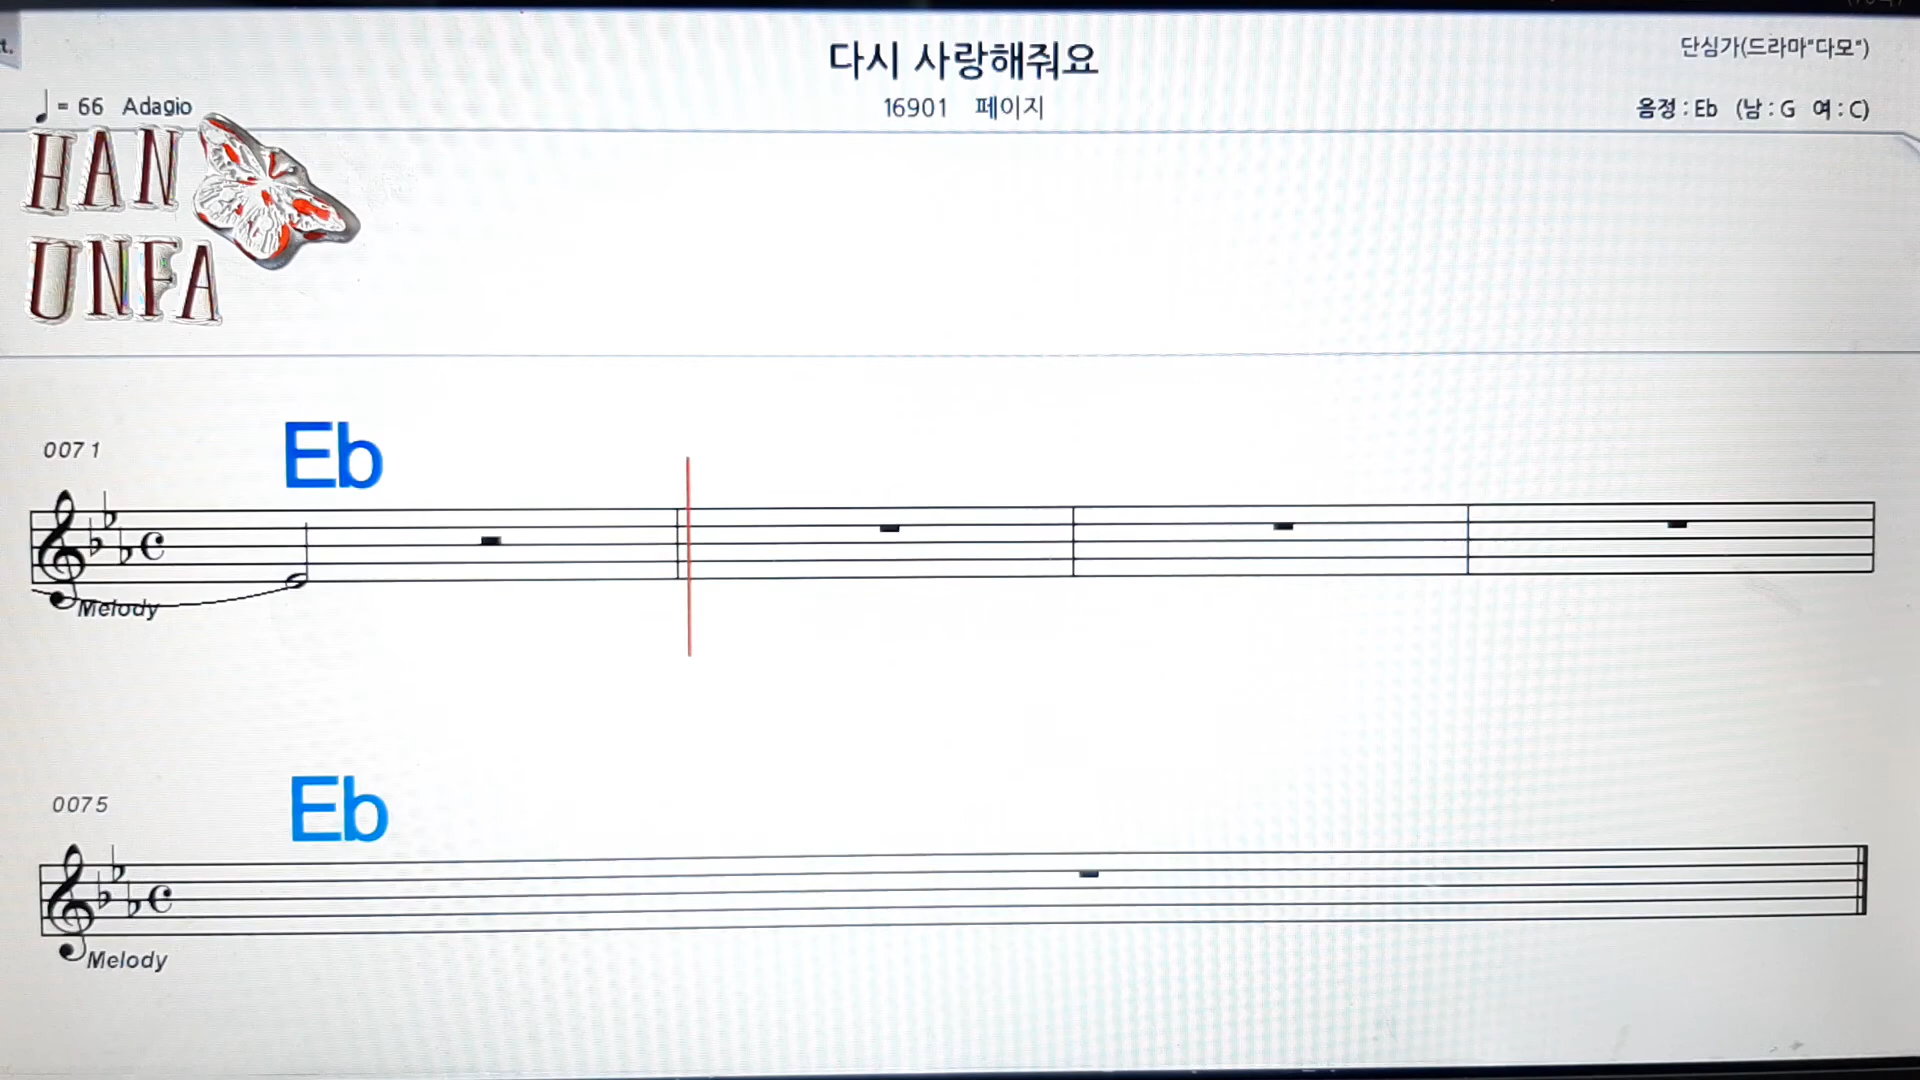 t.
다시 사랑해줘요
단심가(드라마"다모")
♩ = 66 Adagio
16901 페이지
음정 : Eb (남 : G 여 : C)
HAN
UNFA
0071
Eb
Melody
0075
Eb
Melody